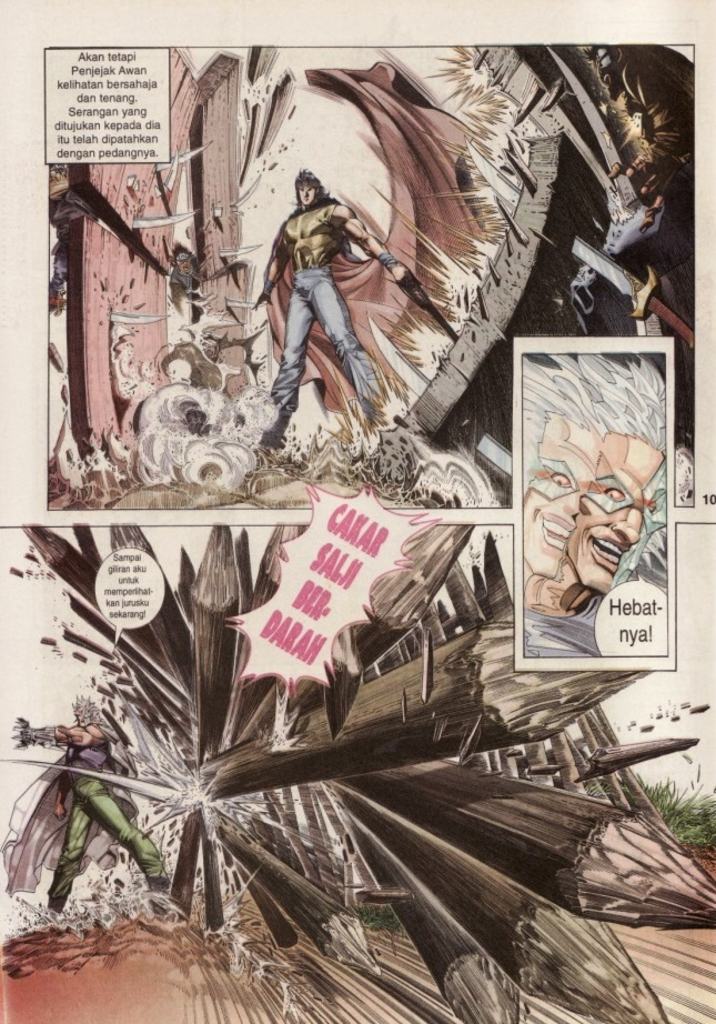 Akan tetapi
Penjejak Awan
kelihatan bersahaja
dan tenang.
Serangan yang
ditujukan kepada dia
itu telah dipatahkan
dengan pedangnya.
Hebat-
nya!
10
CAKAR
SALJI
BER-
DARAH
Sampai
giliran aku
untuk
memperlihat-
kan jurusku
sekarang!